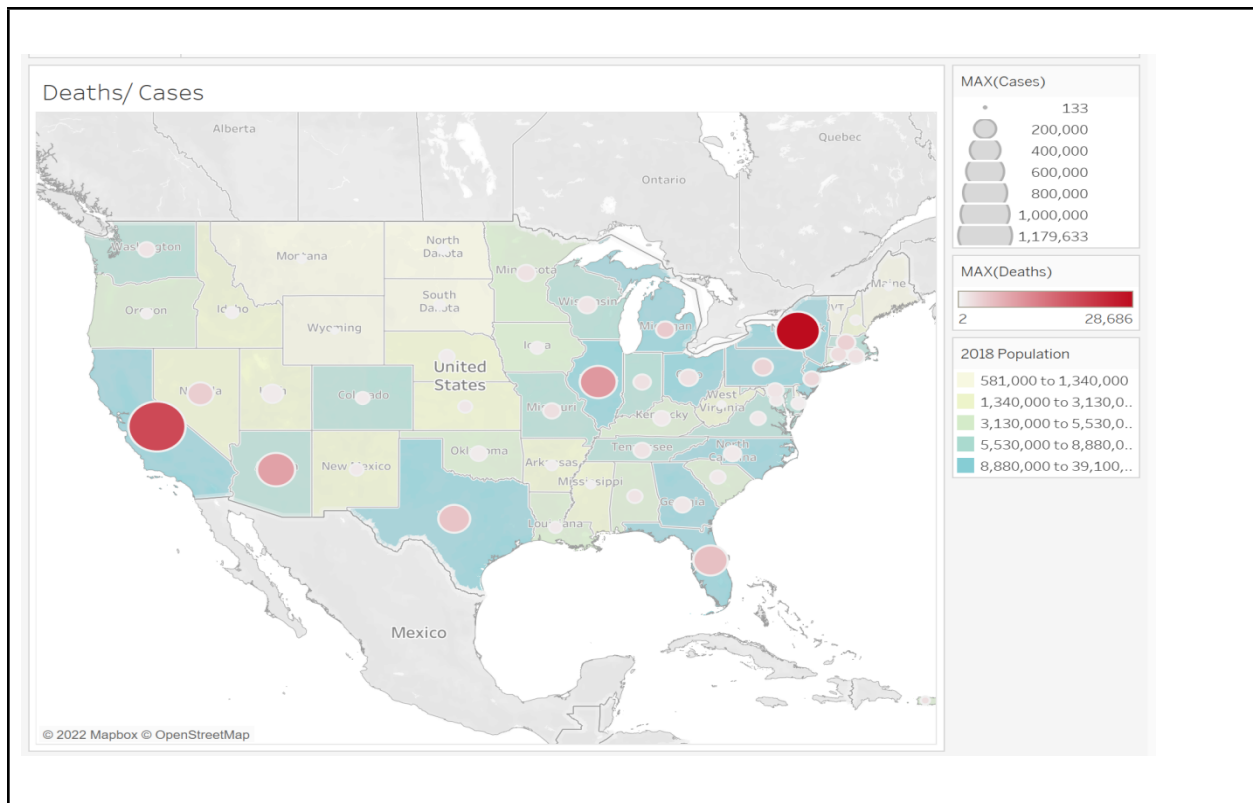 Deaths/ Cases
Alberta
Quebec
Ontario
Washington
Montana
North
Dakota
Minnesota
Maine
Oregon
Idaho
South
Dakota
Wisconsin
Michigan
VT
Wyoming
Iowa
Nevada
Utah
Colorado
United
States
Missouri
Kentucky
West
Virginia
Tennessee
North
Carolina
New Mexico
Oklahoma
Arkansas
Mississippi
Georgia
Louisiana
Mexico
© 2022 Mapbox © OpenStreetMap
MAX(Cases)
133
200,000
400,000
600,000
800,000
1,000,000
1,179,633
MAX(Deaths)
2 28,686
2018 Population
581,000 to 1,340,000
1,340,000 to 3,130,0..
3,130,000 to 5,530,0..
5,530,000 to 8,880,0..
8,880,000 to 39,100,..